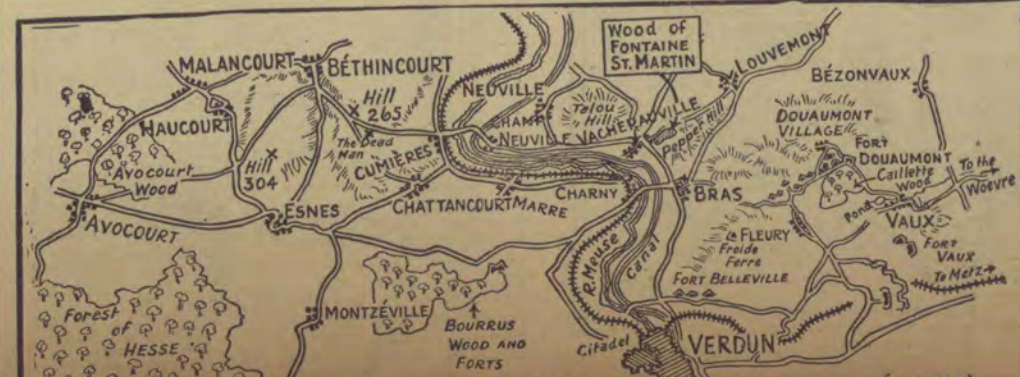 Wood of
FONTAINE
ST. MARTIN
LOUVEMONT
MALANCOURT
BÉTHINCOURT
BÉZONVAUX
Hill
265
NEUVILLE
Talou
Hill
VACHERAUVILLE
Pepper Hill
DOUAUMONT
VILLAGE
HAUCOURT
CHAMP
NEUVILLE
The Dead
Man
FORT
DOUAUMONT
Caillette
Wood
To the
Woevre
Avocourt
Wood
Hill
304
CUMIÈRES
CHATTANCOURT
MARRE
CHARNY
BRAS
Pond
VAUX
AVOCOURT
ESNES
FLEURY
Froide
Terre
FORT
VAUX
R. Meuse
Canal
FORT BELLEVILLE
To Metz
Forest
of
HESSE
MONTZÉVILLE
BOURRUS
WOOD AND
FORTS
Citadel
VERDUN